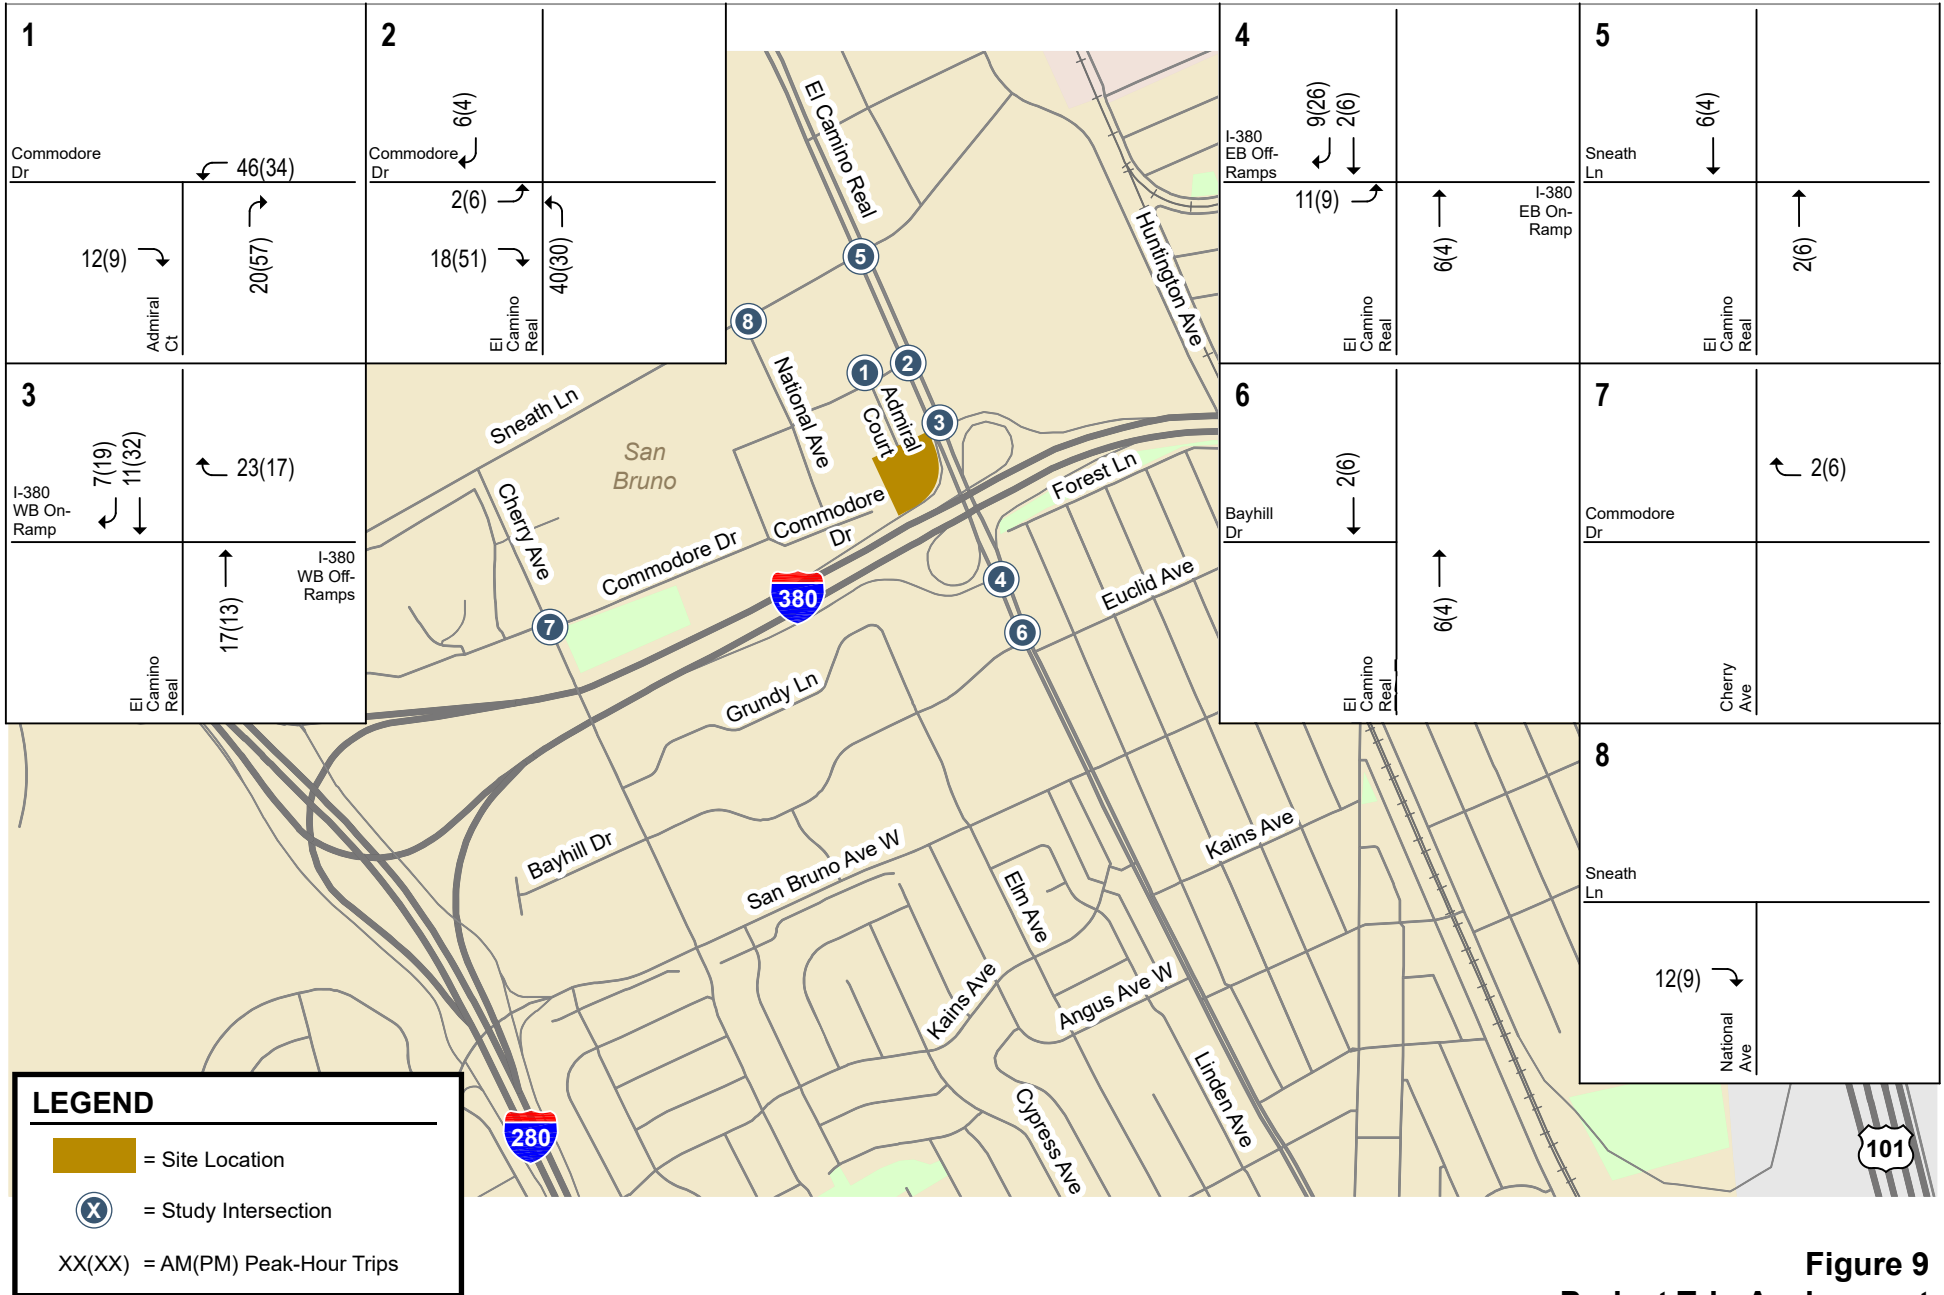 1
Commodore
Dr
46(34)
12(9)
20(57)
Admiral
Ct
2
6(4)
Commodore
Dr
2(6)
18(51)
40(30)
El
Camino
Real
3
7(19)
11(32)
23(17)
I-380
WB On-
Ramp
I-380
WB Off-
Ramps
17(13)
El
Camino
Real
4
9(26)
2(6)
I-380
EB Off-
Ramps
11(9)
I-380
EB On-
Ramp
6(4)
El
Camino
Real
5
6(4)
Sneath
Ln
2(6)
El
Camino
Real
6
2(6)
Bayhill
Dr
6(4)
El
Camino
Real
7
2(6)
Commodore
Dr
Cherry
Ave
8
Sneath
Ln
12(9)
National
Ave
El Camino Real
Huntington Ave
5
8
2
1
3
National Ave
Admiral
Court
Sneath Ln
San
Bruno
Cherry Ave
Commodore
Dr
Commodore Dr
Forest Ln
Euclid Ave
380
4
7
6
Grundy Ln
Bayhill Dr
San Bruno Ave W
Kains Ave
Elm Ave
Kains Ave
Angus Ave W
Linden Ave
Cypress Ave
280
101
LEGEND
= Site Location
X = Study Intersection
XX(XX) = AM(PM) Peak-Hour Trips
Figure 9